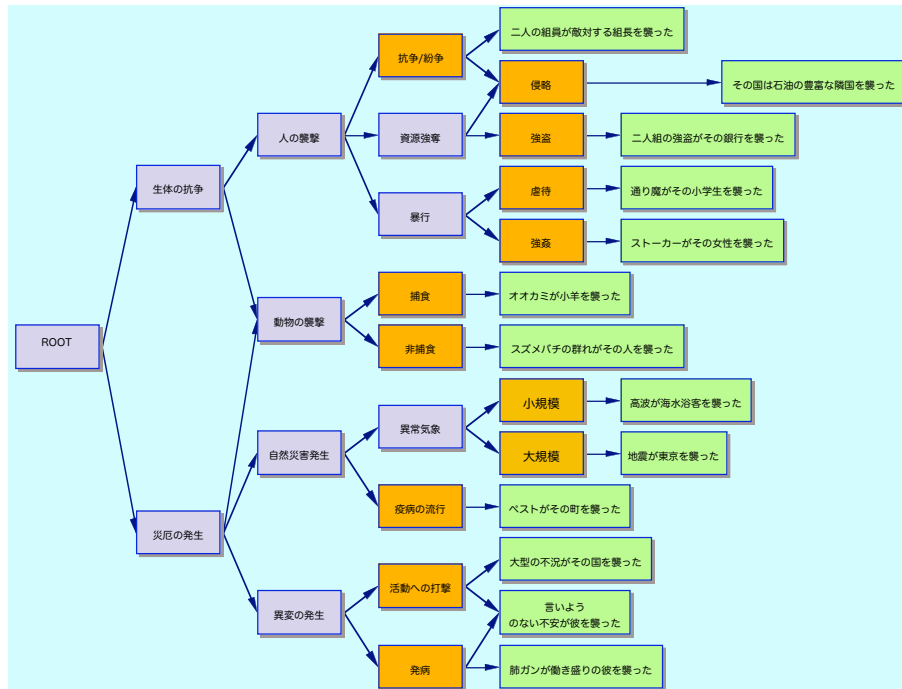 二人の組員が敵対する組長を襲った
抗争/紛争
侵略
その国は石油の豊富な隣国を襲った
人の襲撃
資源強奪
強盗
二人組の強盗がその銀行を襲った
生体の抗争
虐待
通り魔がその小学生を襲った
暴行
強姦
ストーカーがその女性を襲った
捕食
オオカミが小羊を襲った
動物の襲撃
ROOT
非捕食
スズメバチの群れがその人を襲った
小規模
高波が海水浴客を襲った
異常気象
自然災害発生
大規模
地震が東京を襲った
疫病の流行
ペストがその町を襲った
災厄の発生
大型の不況がその国を襲った
活動への打撃
異変の発生
言いよう
のない不安が彼を襲った
発病
肺ガンが働き盛りの彼を襲った